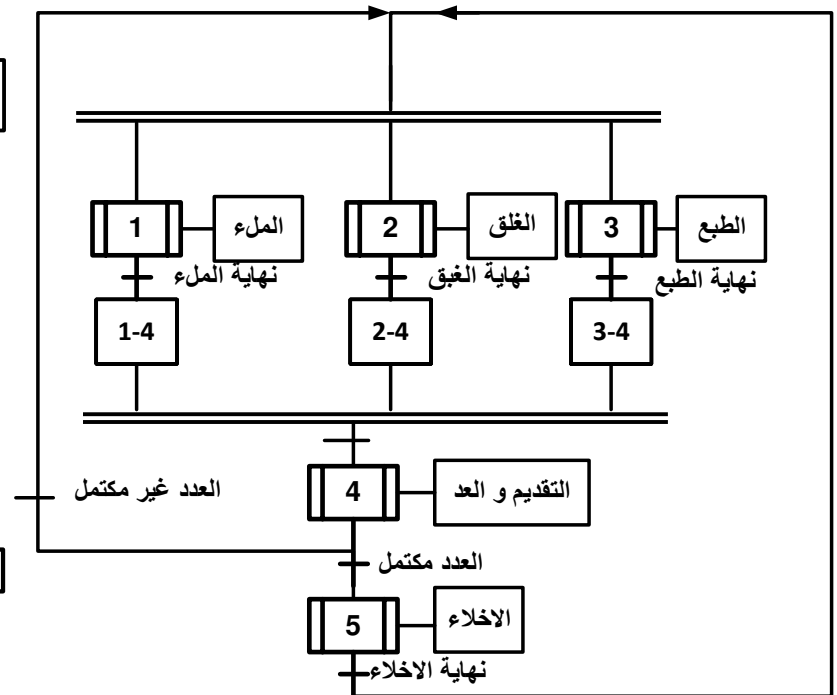 1
الملء
2
الغلق
3
الطبع
نهاية الملء
نهاية الغبق
نهاية الطبع
1-4
2-4
3-4
العدد غير مكتمل
4
التقديم و العد
العدد مكتمل
5
الاخلاء
نهاية الاخلاء